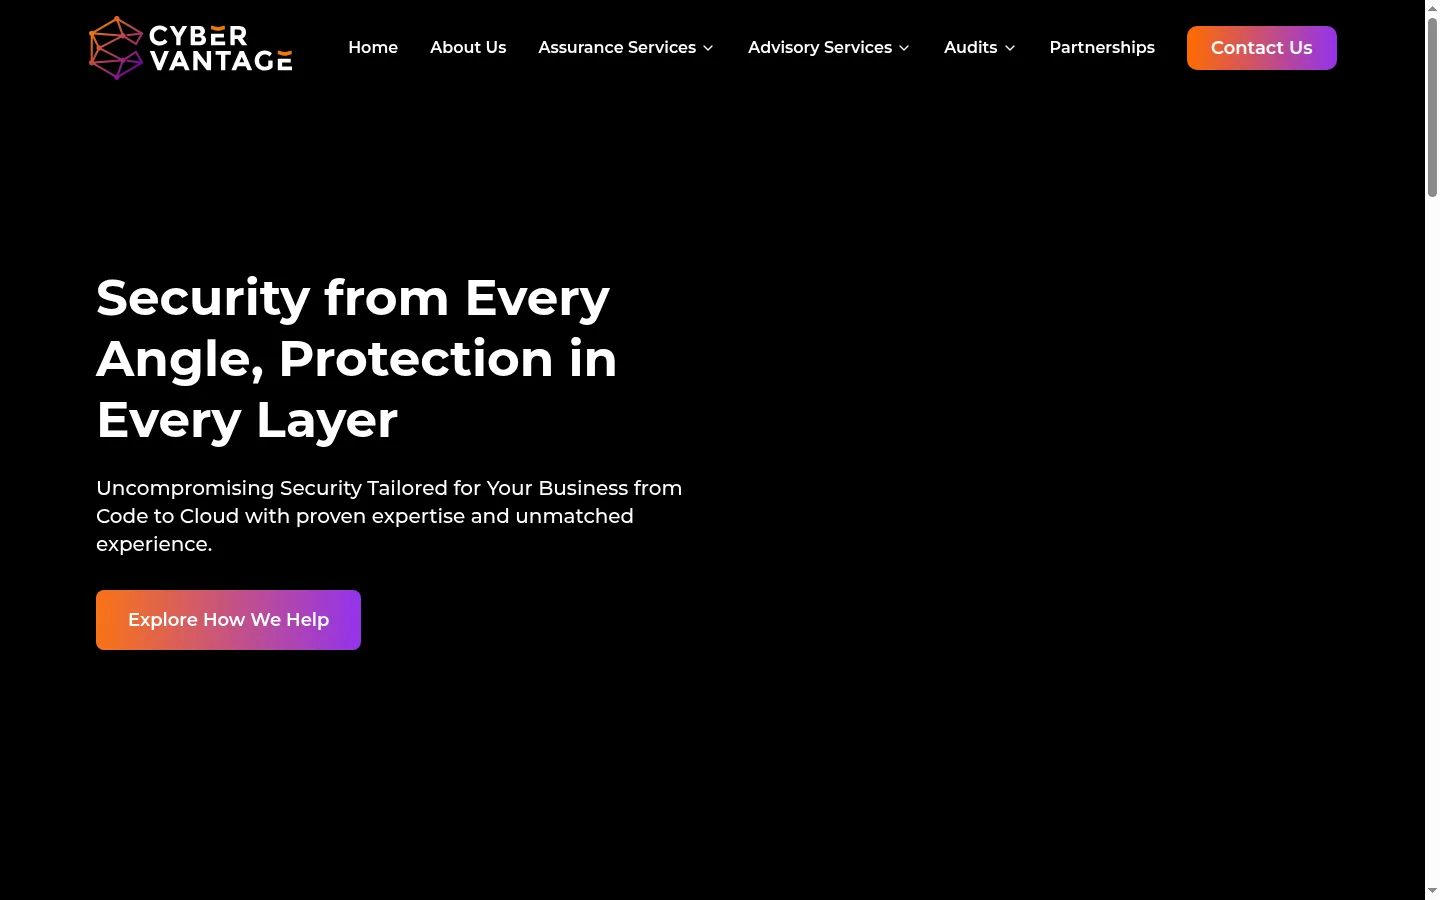 CYBER
VANTAGE
Home
About Us
Assurance Services
Advisory Services
Audits
Partnerships
Contact Us
Security from Every
Angle, Protection in
Every Layer
Uncompromising Security Tailored for Your Business from
Code to Cloud with proven expertise and unmatched
experience.
Explore How We Help